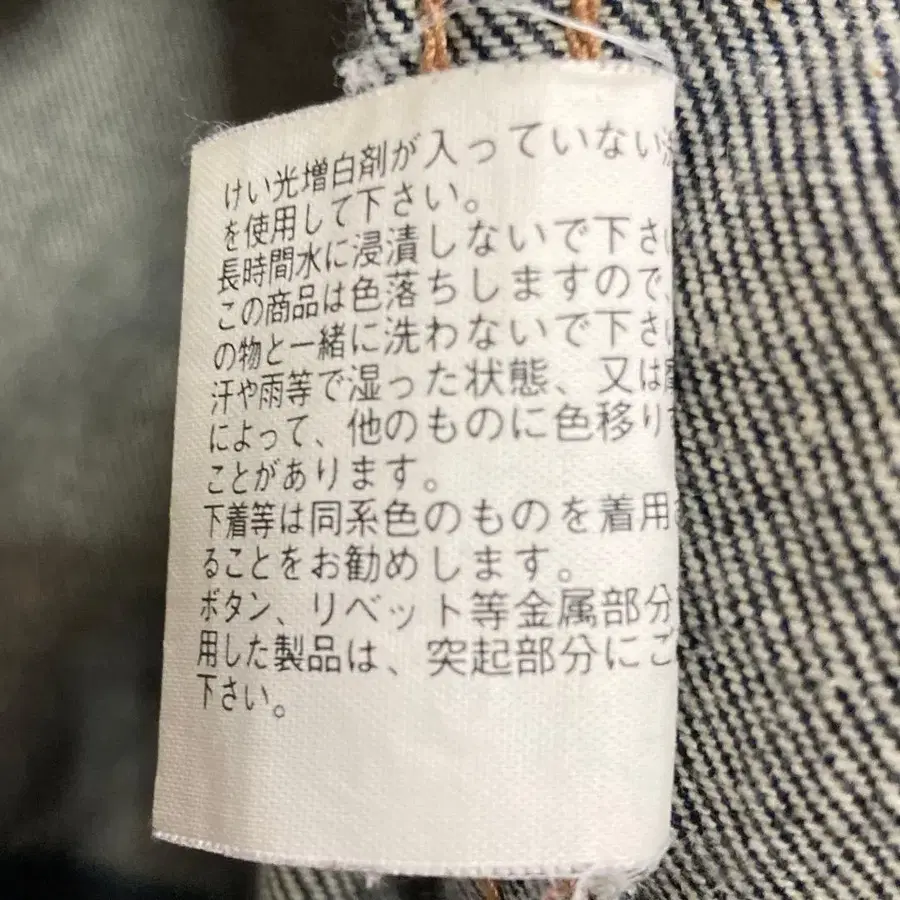 けい光増白剤が入っていない
を使用して下さい。
長時間水に浸漬しないで下さ
この商品は色落ちしますので、
の物と一緒に洗わないで下さ
汗や雨等で湿った状態、又は
によって、他のものに色移り
ことがあります。
下着等は同系色のものを着用
ることをお勧めします。
ボタン、リベット等金属部分
用した製品は、突起部分にご
下さい。